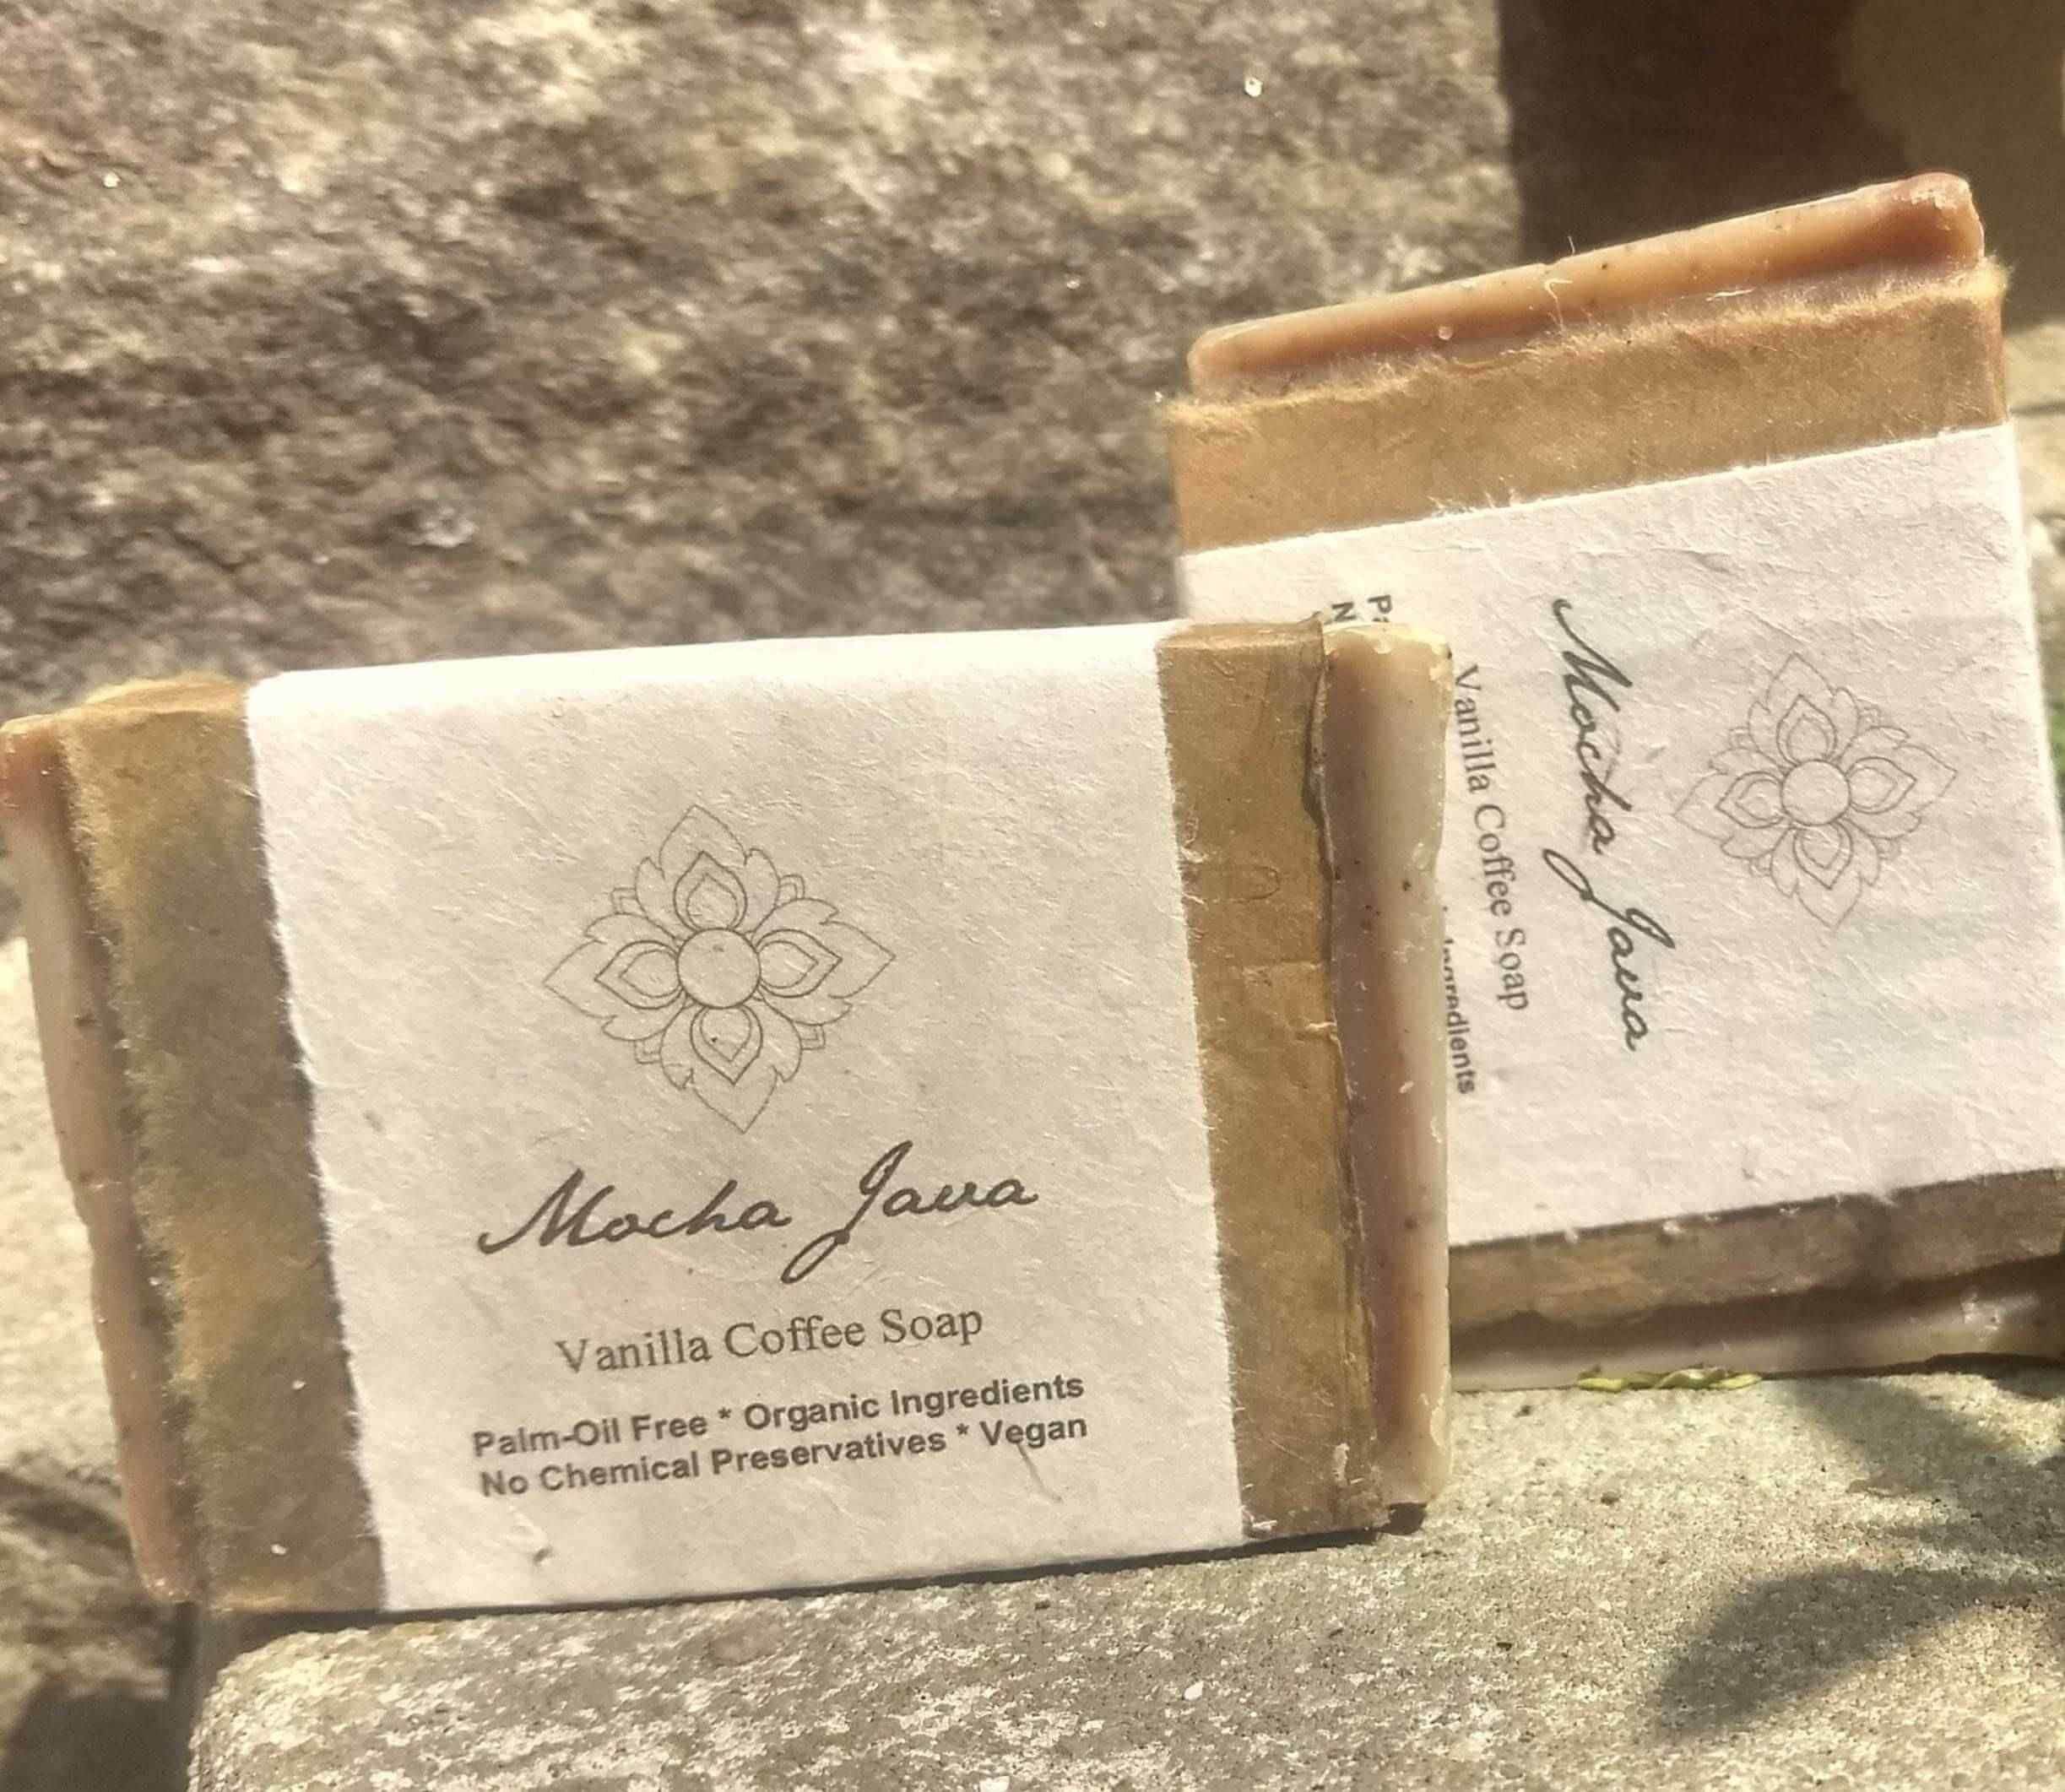 Mocha Java
Vanilla Coffee Soap
Palm-Oil Free * Organic Ingredients
No Chemical Preservatives * Vegan
Mocha Java
Vanilla Coffee Soap
Ingredients